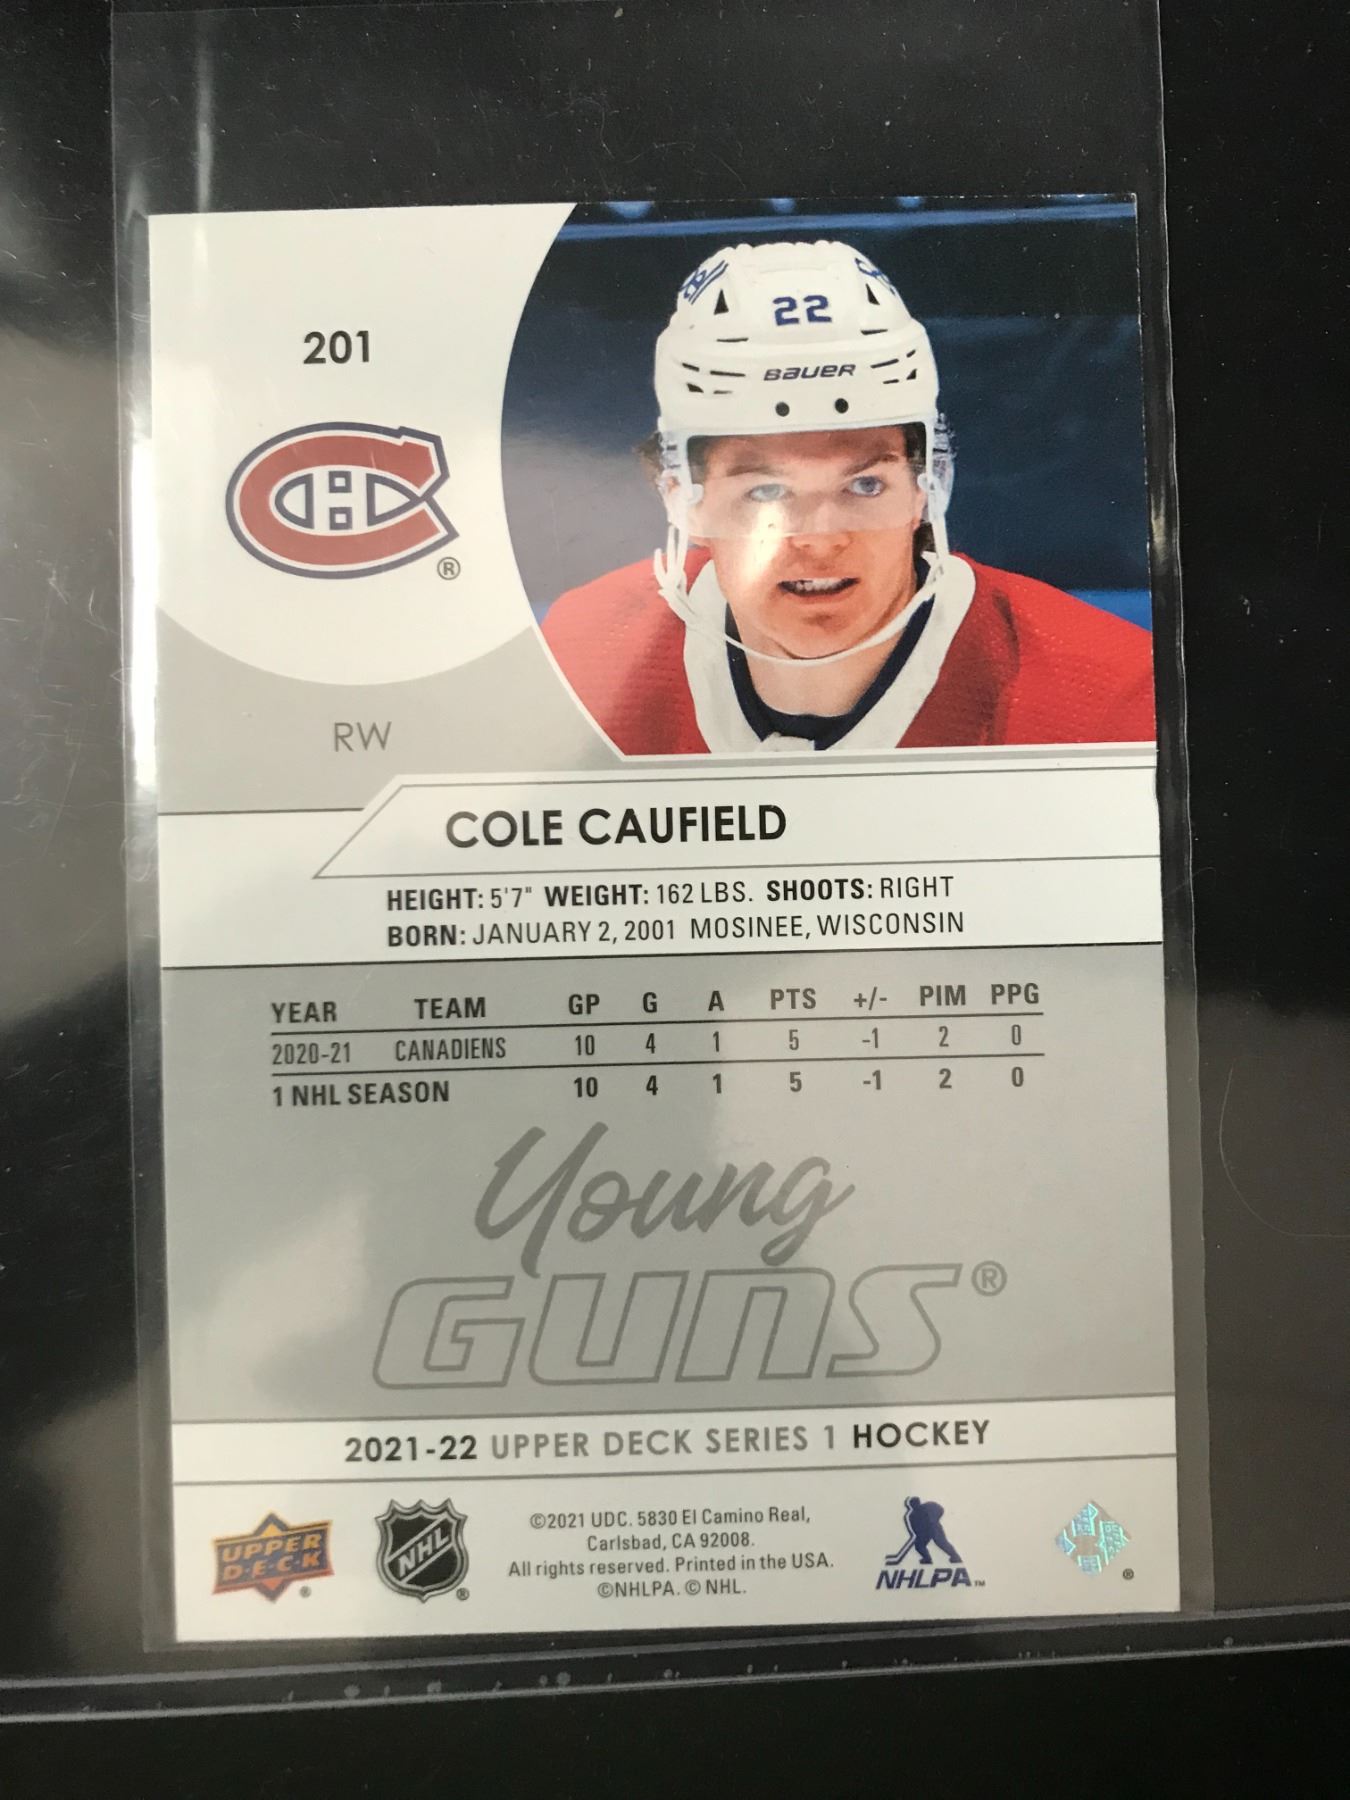 201
22
BAUER
®
RW
COLE CAUFIELD
HEIGHT: 5'7" WEIGHT: 162 LBS. SHOOTS: RIGHT
BORN: JANUARY 2, 2001 MOSINEE, WISCONSIN
YEAR TEAM GP G A PTS +/- PIM PPG
2020-21 CANADIENS 10 4 1 5 -1 2 0
1 NHL SEASON 10 4 1 5 -1 2 0
Young
GUNS®
2021-22 UPPER DECK SERIES 1 HOCKEY
UPPER
D·E·C·K
®
NHL
®
©2021 UDC. 5830 El Camino Real,
Carlsbad, CA 92008.
All rights reserved. Printed in the USA.
©NHLPA. © NHL.
NHLPA™
®